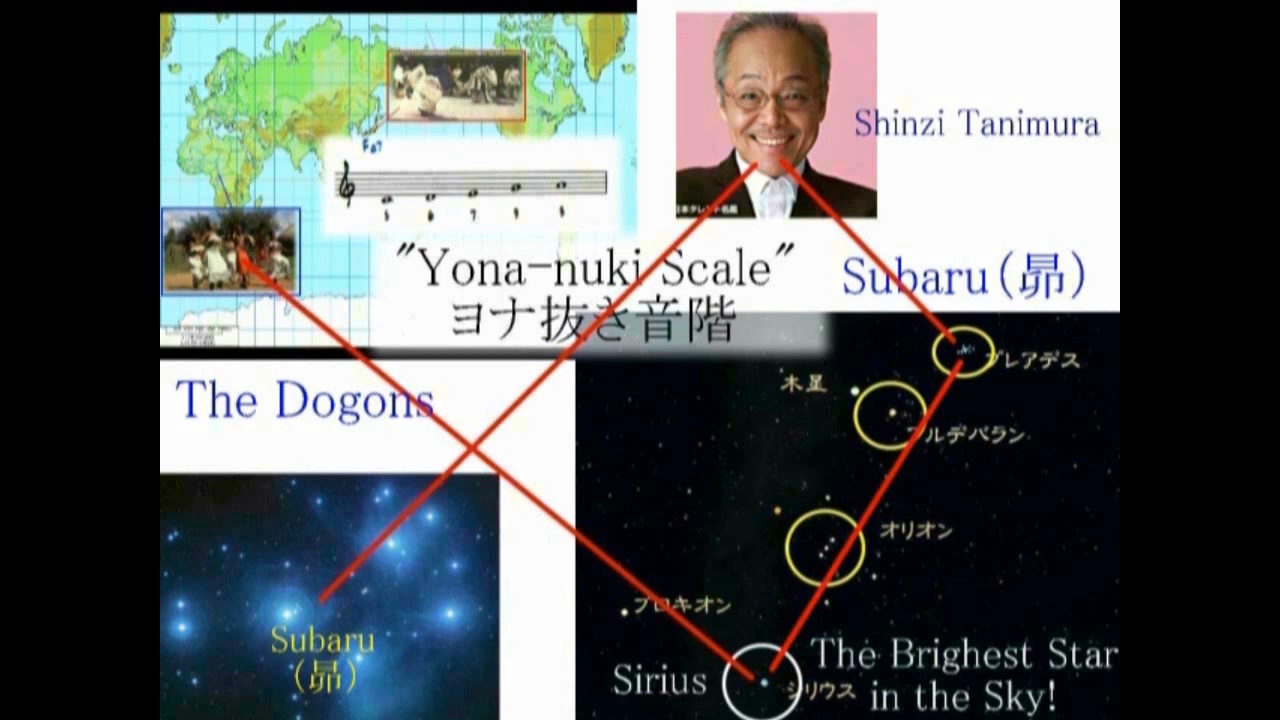 Shinzi Tanimura
"Yona-nuki Scale"
ヨナ抜き音階
Subaru(昴)
The Dogons
プレアデス
木星
アルデバラン
オリオン
プロキオン
Subaru
(昴)
Sirius
シリウス
The Brighest Star
in the Sky!